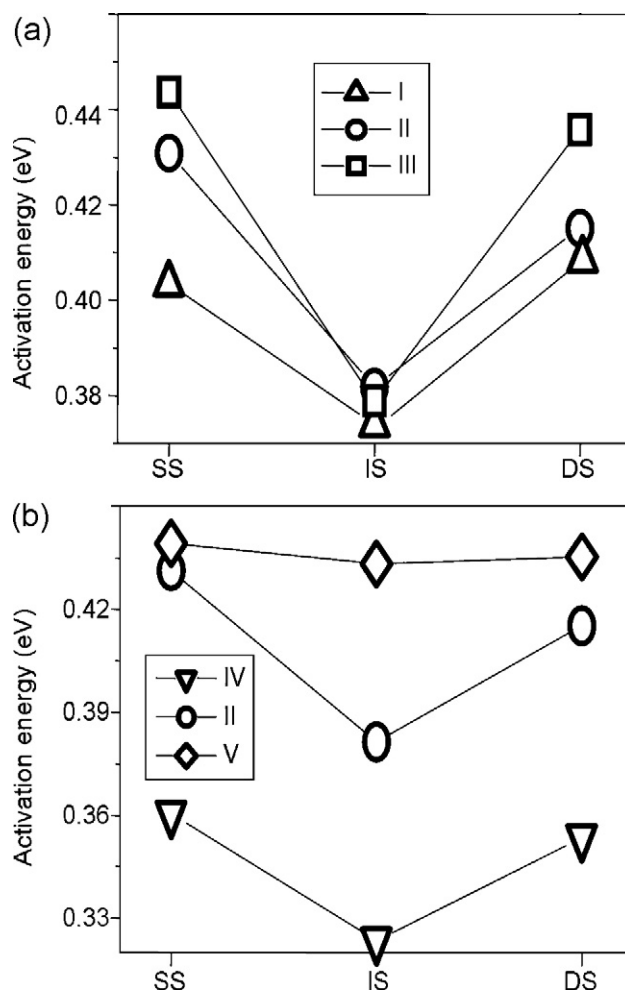 (a)
Activation energy (eV)
0.44
0.42
0.40
0.38
I
II
III
SS IS DS
(b)
Activation energy (eV)
0.42
0.39
0.36
0.33
IV
II
V
SS IS DS